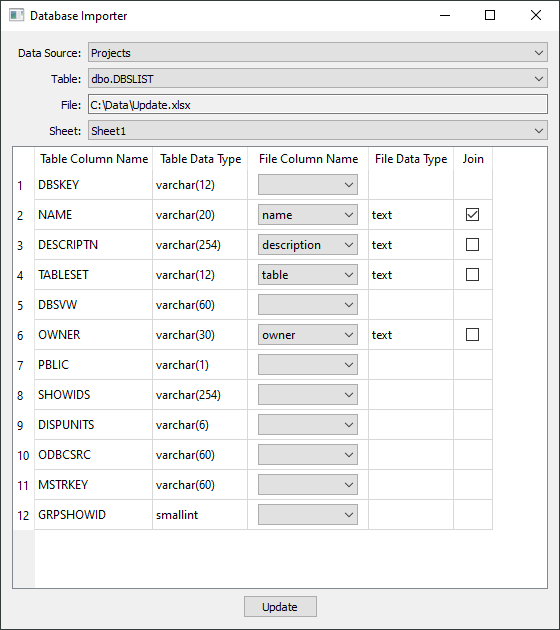 Database Importer
Data Source: Projects
Table: dbo.DBSLIST
File: C:\Data\Update.xlsx
Sheet: Sheet1
Table Column Name Table Data Type File Column Name File Data Type Join
1 DBSKEY varchar(12)
2 NAME varchar(20) name text
3 DESCRIPTN varchar(254) description text
4 TABLESET varchar(12) table text
5 DBSVW varchar(60)
6 OWNER varchar(30) owner text
7 PBLIC varchar(1)
8 SHOWIDS varchar(254)
9 DISPUNITS varchar(6)
10 ODBCSRC varchar(60)
11 MSTRKEY varchar(60)
12 GRPSHOWID smallint
Update